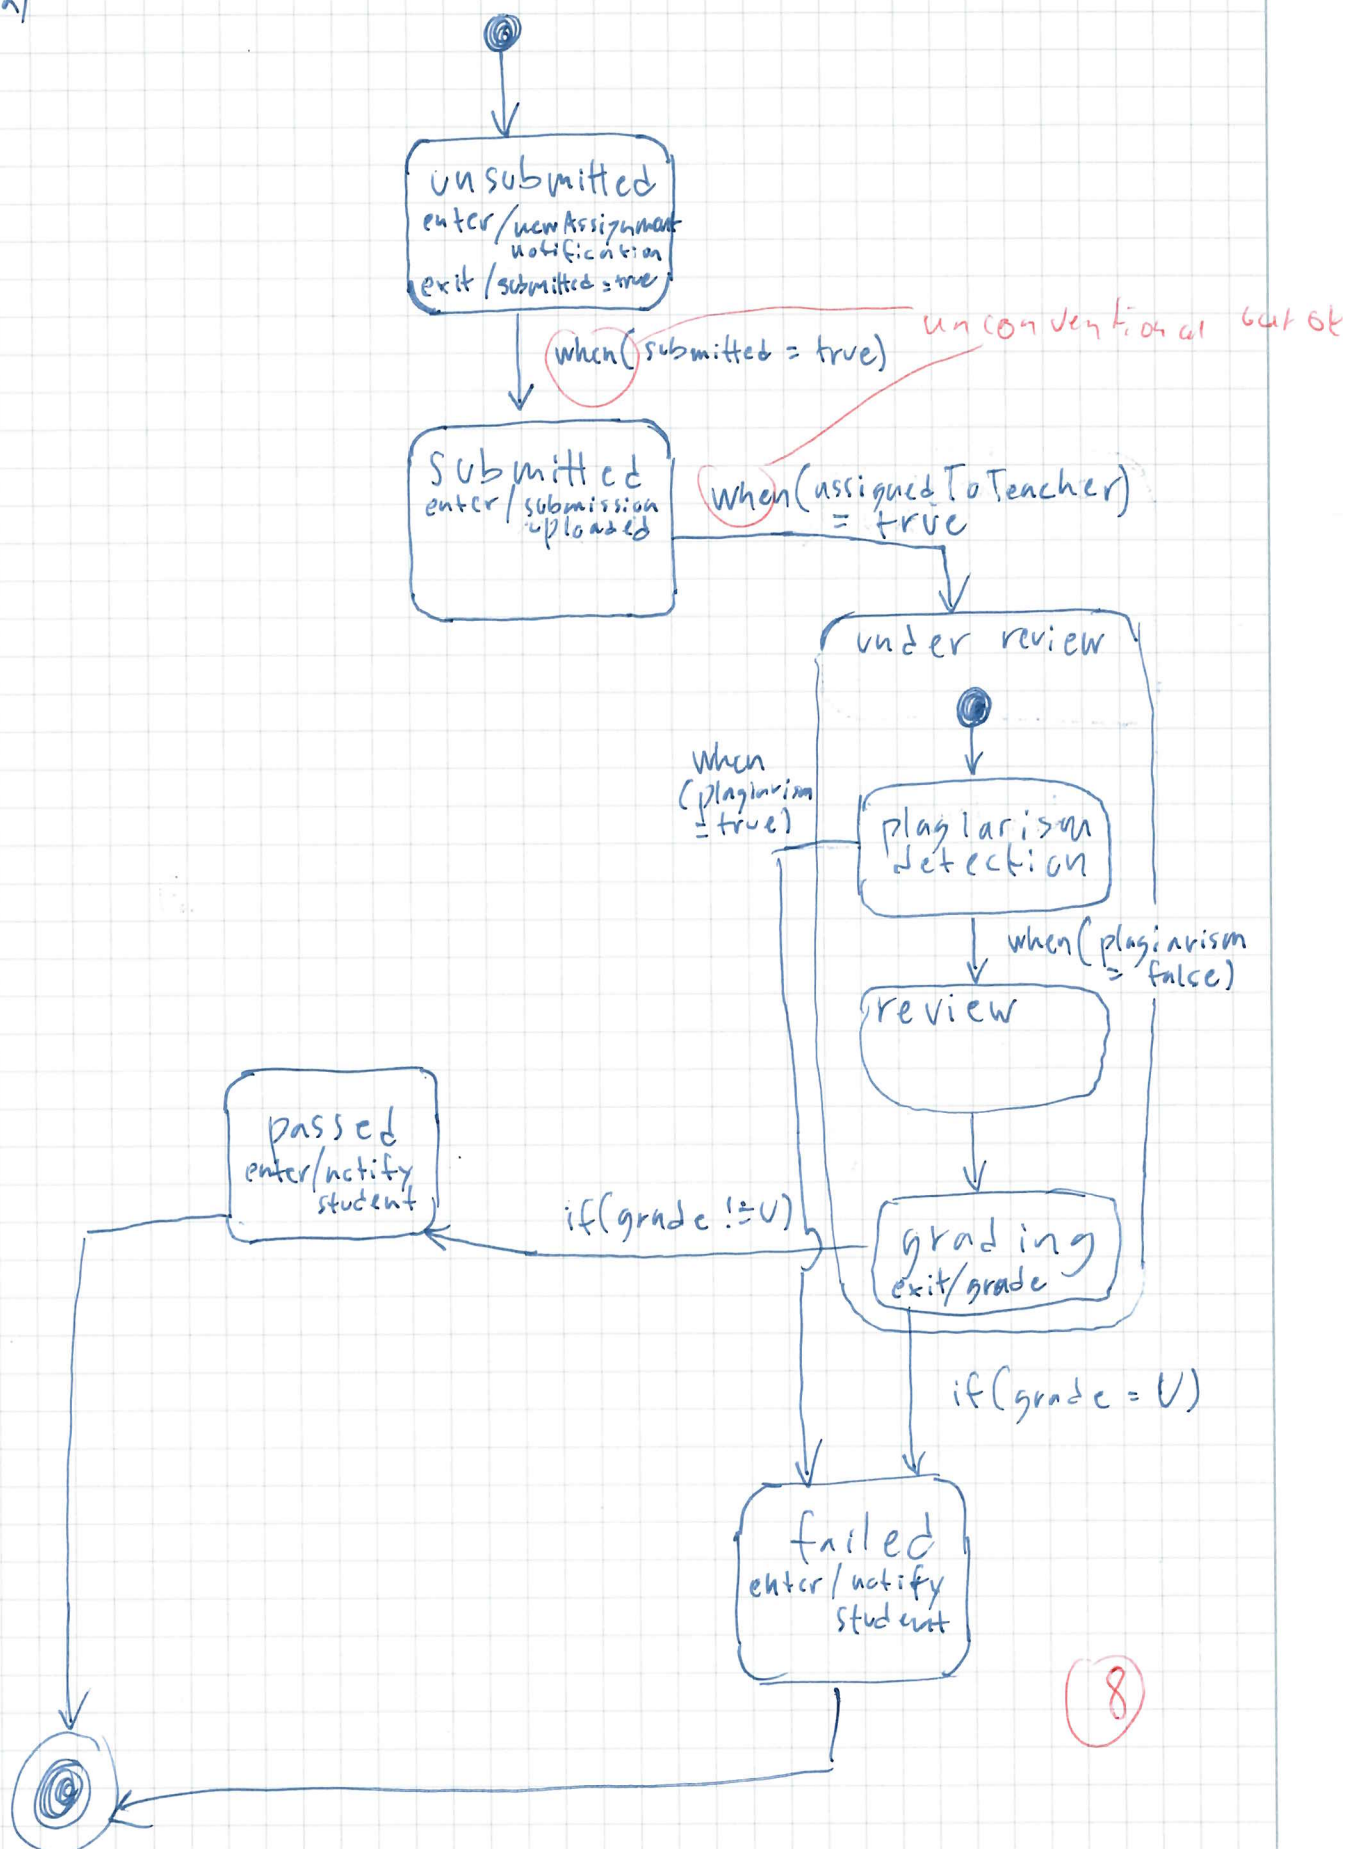 a)
unsubmitted
enter/newAssignment
notification
exit/submitted=true
when(submitted = true)
unconventional but ok
submitted
enter/submission
uploaded
when(assignedToTeacher)
= true
under review
when
(plagiarism
=true)
plagiarism
detection
when(plagiarism
= false)
review
passed
enter/notify
student
if(grade !=U)
grading
exit/grade
if(grade = U)
failed
enter/notify
student
8